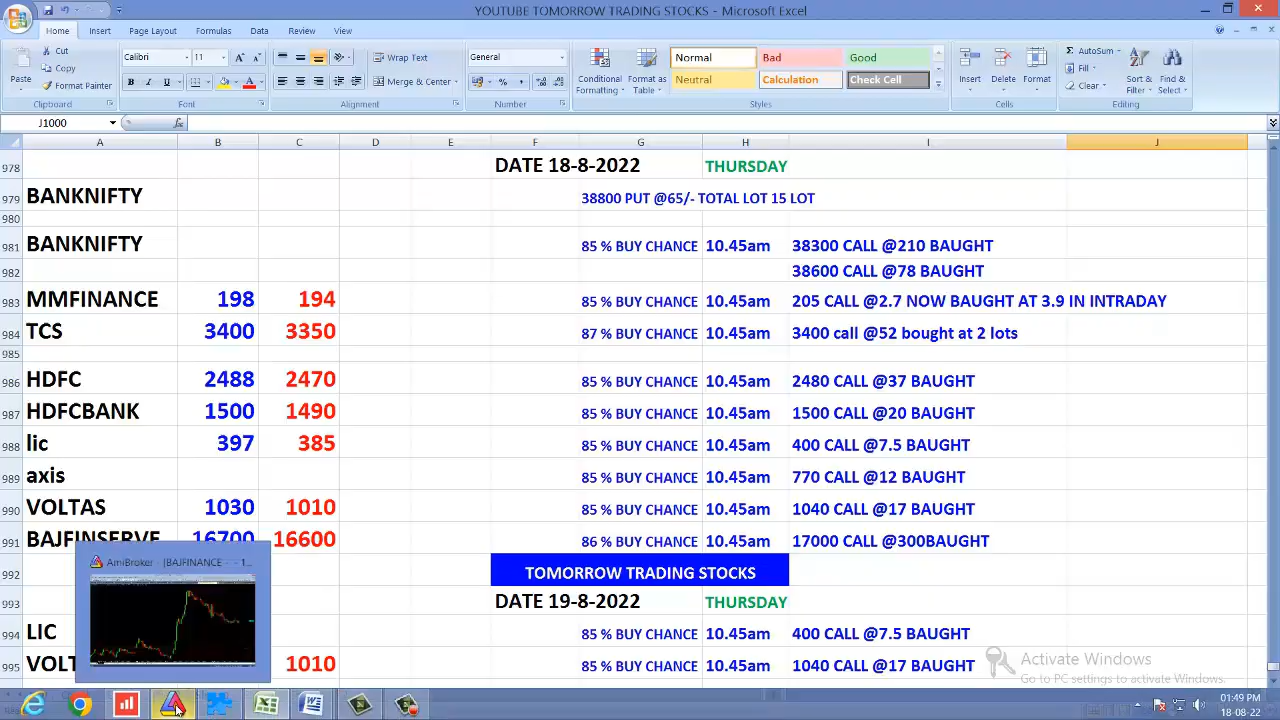 YOUTUBE TOMORROW TRADING STOCKS - Microsoft Excel
Home Insert Page Layout Formulas Data Review View
Paste Cut Copy Format Painter Clipboard
Calibri 11 B I U Font
Wrap Text Merge & Center Alignment
General % , Number
Conditional Formatting Format as Table Normal Bad Good Neutral Calculation Check Cell Styles
Insert Delete Format Cells
AutoSum Fill Clear Sort & Filter Find & Select Editing
J1000 fx
A B C D E F G H I J
978 DATE 18-8-2022 THURSDAY
979 BANKNIFTY 38800 PUT @65/- TOTAL LOT 15 LOT
980
981 BANKNIFTY 85 % BUY CHANCE 10.45am 38300 CALL @210 BAUGHT
982 38600 CALL @78 BAUGHT
983 MMFINANCE 198 194 85 % BUY CHANCE 10.45am 205 CALL @2.7 NOW BAUGHT AT 3.9 IN INTRADAY
984 TCS 3400 3350 87 % BUY CHANCE 10.45am 3400 call @52 bought at 2 lots
985
986 HDFC 2488 2470 85 % BUY CHANCE 10.45am 2480 CALL @37 BAUGHT
987 HDFCBANK 1500 1490 85 % BUY CHANCE 10.45am 1500 CALL @20 BAUGHT
988 lic 397 385 85 % BUY CHANCE 10.45am 400 CALL @7.5 BAUGHT
989 axis 85 % BUY CHANCE 10.45am 770 CALL @12 BAUGHT
990 VOLTAS 1030 1010 85 % BUY CHANCE 10.45am 1040 CALL @17 BAUGHT
991 BAJFINSERVE 16700 16600 86 % BUY CHANCE 10.45am 17000 CALL @300BAUGHT
AmiBroker - [BAJFINANCE - - 1...
992 TOMORROW TRADING STOCKS
993 DATE 19-8-2022 THURSDAY
994 LIC 85 % BUY CHANCE 10.45am 400 CALL @7.5 BAUGHT
995 VOLT 1010 85 % BUY CHANCE 10.45am 1040 CALL @17 BAUGHT
Activate Windows
Go to PC settings to activate Windows.
01:49 PM
18-08-22